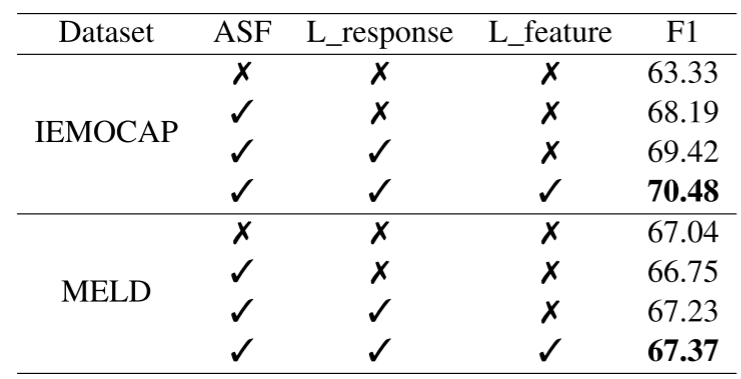 Dataset ASF L_response L_feature F1
✗ ✗ ✗ 63.33
✓ ✗ ✗ 68.19
IEMOCAP
✓ ✓ ✗ 69.42
✓ ✓ ✓ 70.48
✗ ✗ ✗ 67.04
✓ ✗ ✗ 66.75
MELD
✓ ✓ ✗ 67.23
✓ ✓ ✓ 67.37